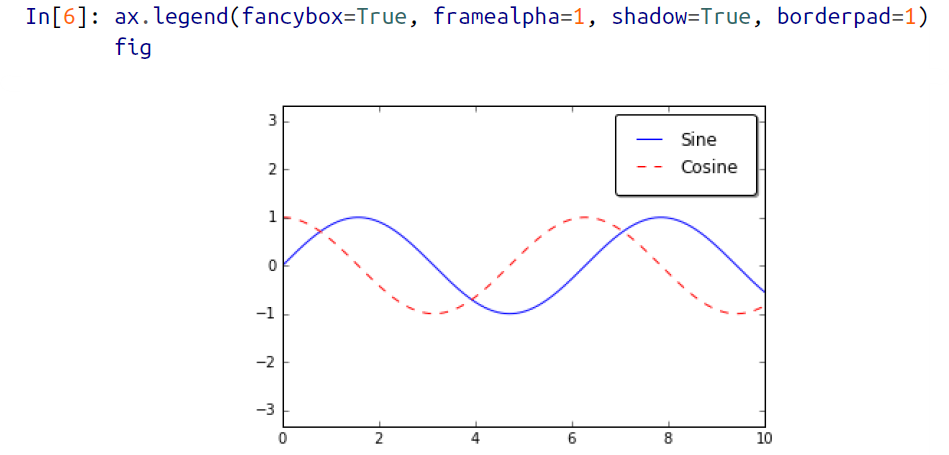 In[6]: ax.legend(fancybox=True, framealpha=1, shadow=True, borderpad=1)
fig
3
Sine
2
Cosine
1
0
−1
−2
−3
0 2 4 6 8 10